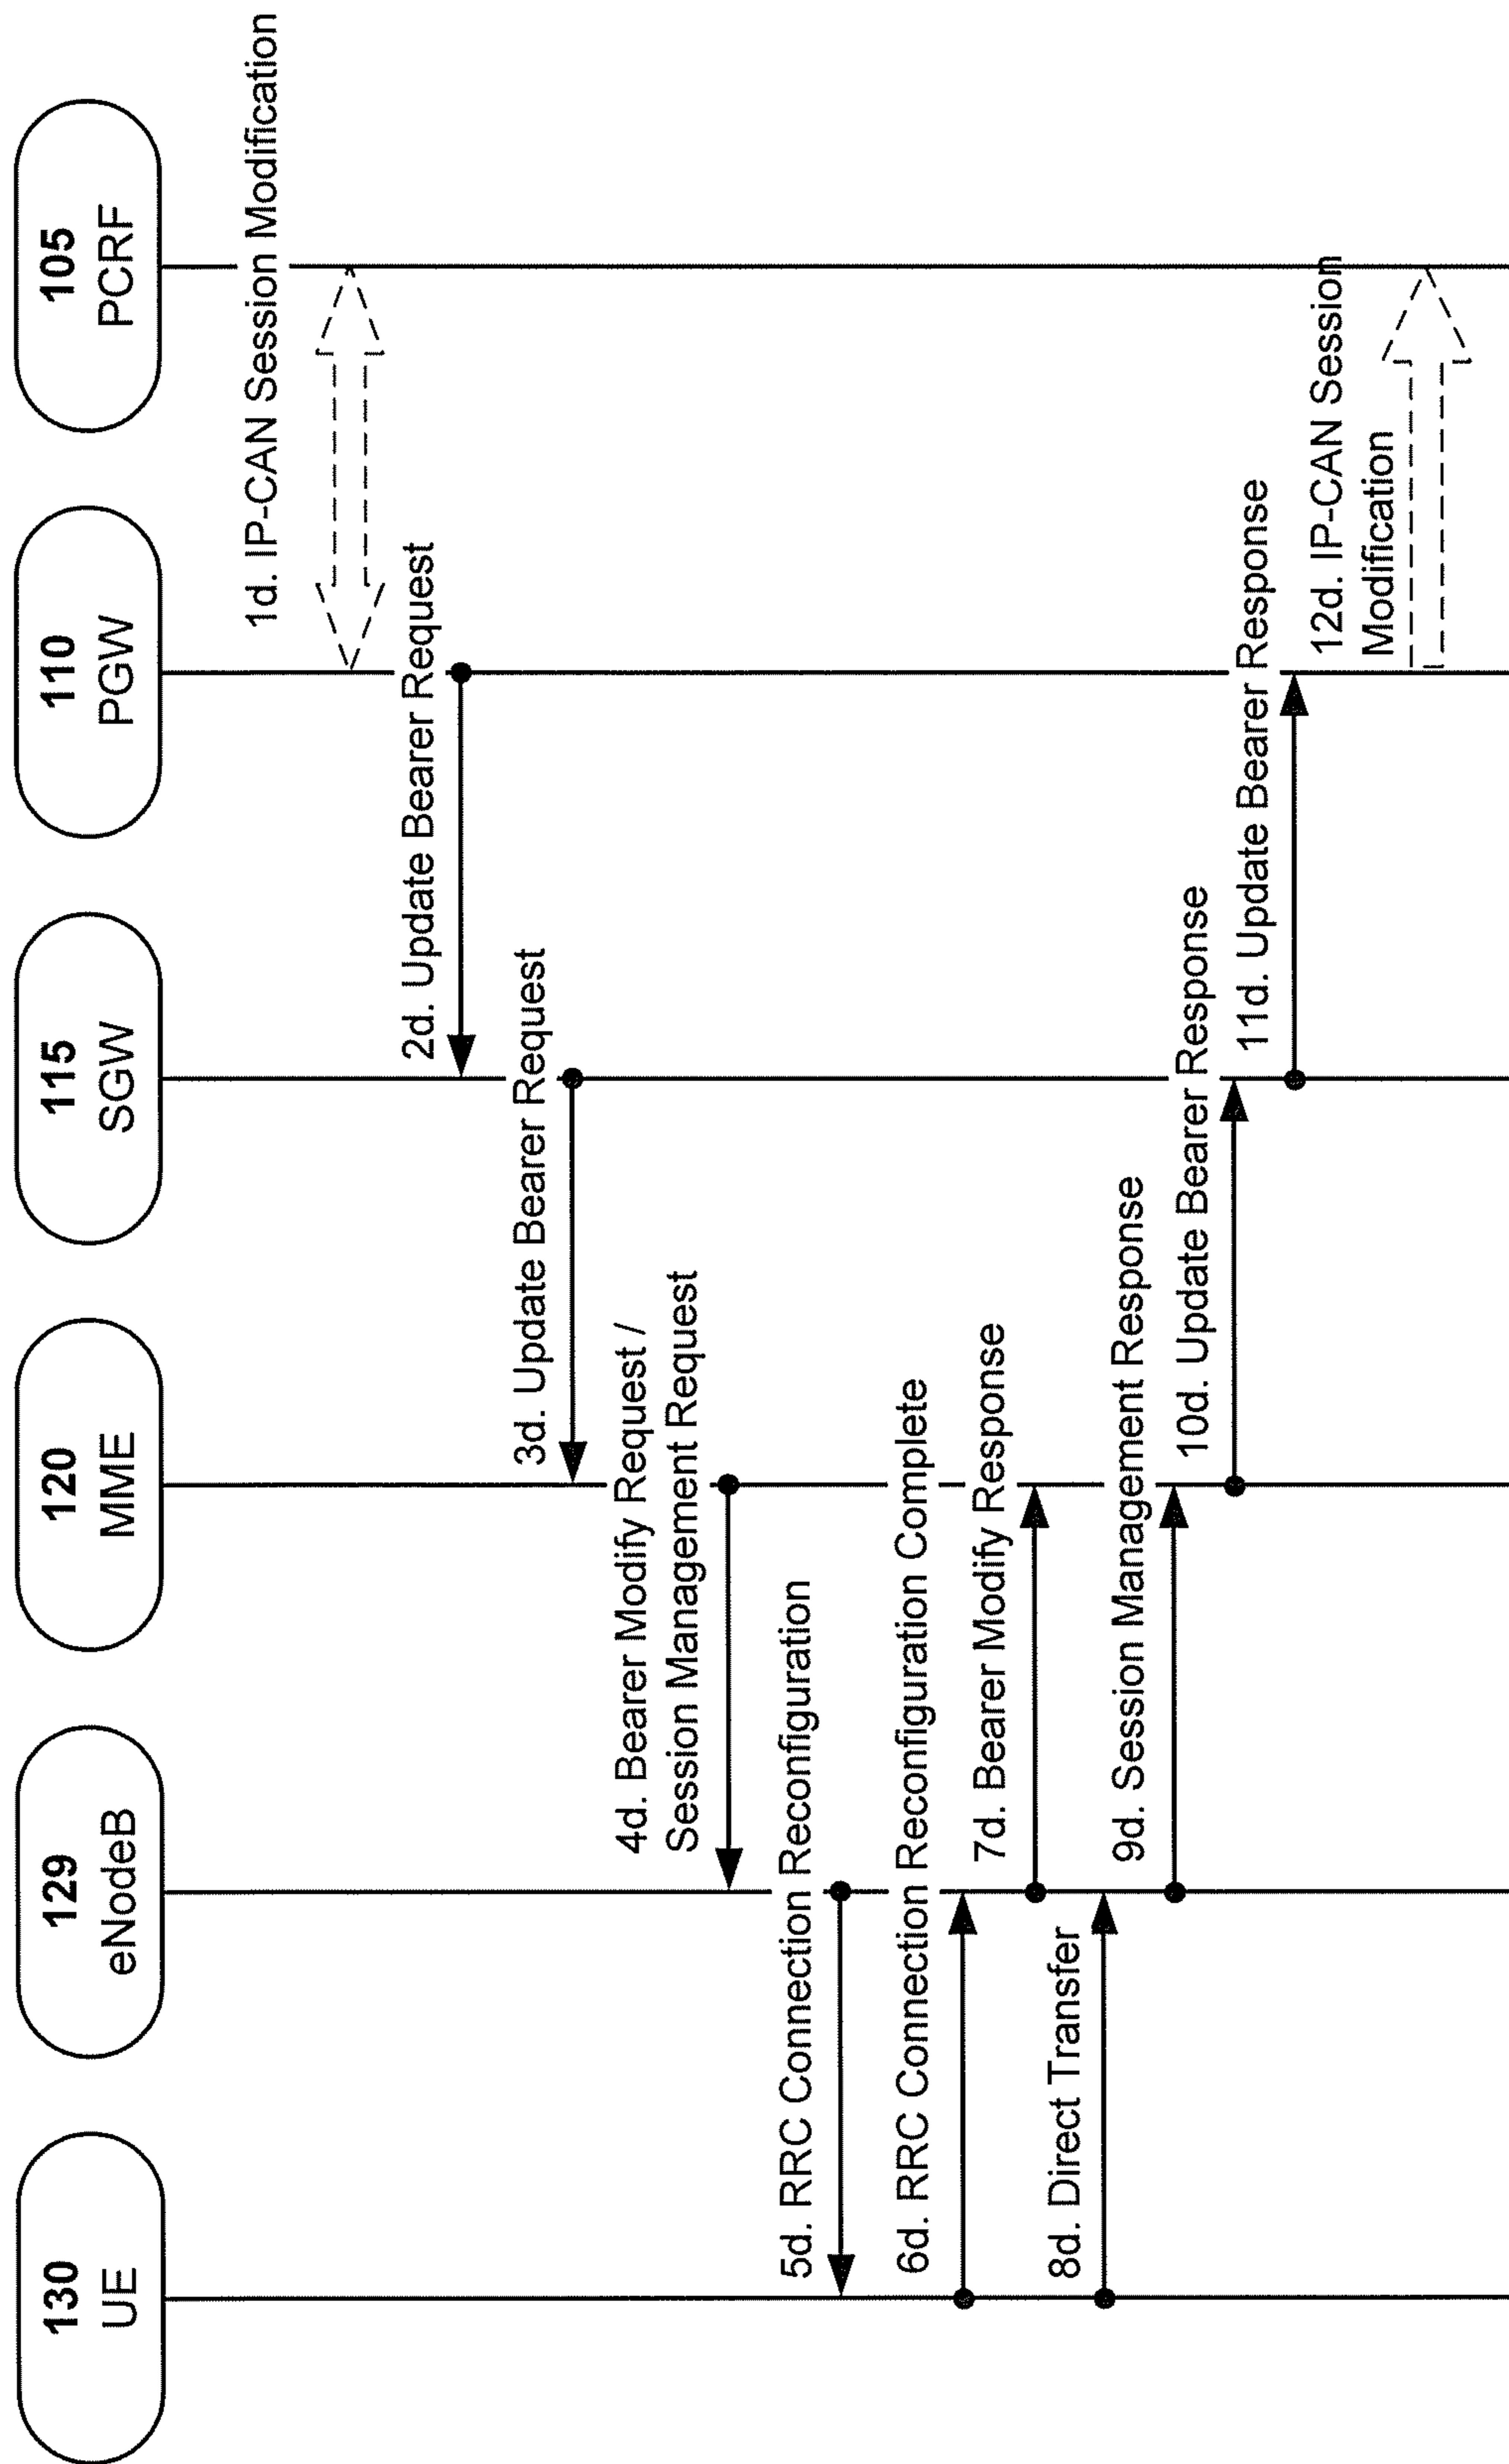 130
UE
129
eNodeB
120
MME
115
SGW
110
PGW
105
PCRF
1d. IP-CAN Session Modification
2d. Update Bearer Request
3d. Update Bearer Request
4d. Bearer Modify Request /
Session Management Request
5d. RRC Connection Reconfiguration
6d. RRC Connection Reconfiguration Complete
7d. Bearer Modify Response
8d. Direct Transfer
9d. Session Management Response
10d. Update Bearer Response
11d. Update Bearer Response
12d. IP-CAN Session
Modification